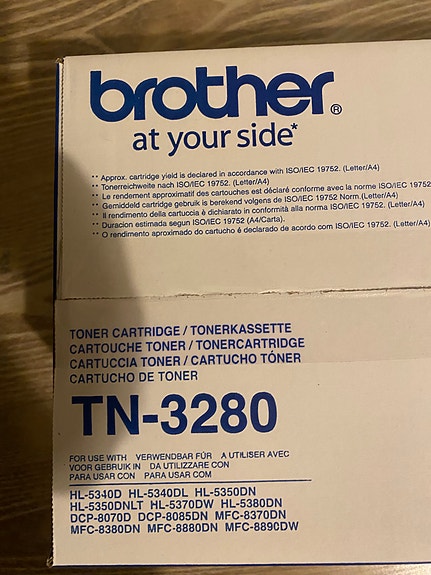 brother®
at your side*
** Approx. cartridge yield is declared in accordance with ISO/IEC 19752. (Letter/A4)
** Tonerreichweite nach ISO/IEC 19752. (Letter/A4)
** Le rendement approximatif des cartouches est déclaré conforme avec la norme ISO/IEC 19752
** Gemiddeld cartridge gebruik is berekend volgens de ISO/IEC 19752 Norm.(Letter/A4)
** Il rendimento della cartuccia è dichiarato in conformità alla norma ISO/IEC 19752. (Letter/A4)
** Duracion estimada segun ISO/IEC 19752 (A4/Carta).
** O rendimento aproximado do cartucho é declarado de acordo com ISO/IEC 19752. (Letter/A4)
TONER CARTRIDGE / TONERKASSETTE
CARTOUCHE TONER / TONERCARTRIDGE
CARTUCCIA TONER / CARTUCHO TÓNER
CARTUCHO DE TONER
TN-3280
FOR USE WITH VERWENDBAR FÜR A UTILISER AVEC
VOOR GEBRUIK IN DA UTILIZZARE CON
PARA USAR CON PARA USAR COM
HL-5340D HL-5340DL HL-5350DN
HL-5350DNLT HL-5370DW HL-5380DN
DCP-8070D DCP-8085DN MFC-8370DN
MFC-8380DN MFC-8880DN MFC-8890DW